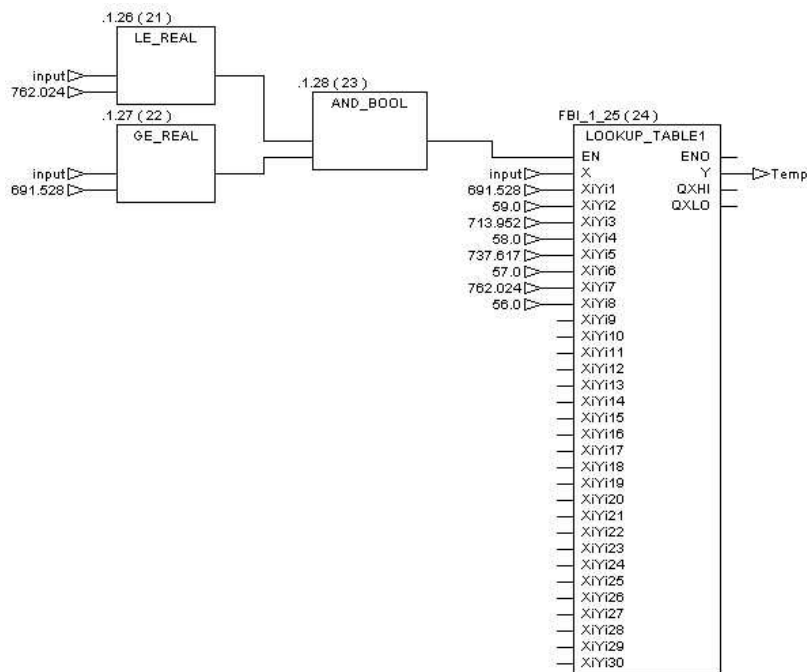 .1.26 (21)
LE_REAL
input
762.024
.1.27 (22)
GE_REAL
input
691.528
.1.28 (23)
AND_BOOL
FBI_1_25 (24)
LOOKUP_TABLE1
EN ENO
input X Y Temp
691.528 XiYi1 QXHI
59.0 XiYi2 QXLO
713.952 XiYi3
58.0 XiYi4
737.617 XiYi5
57.0 XiYi6
762.024 XiYi7
56.0 XiYi8
XiYi9
XiYi10
XiYi11
XiYi12
XiYi13
XiYi14
XiYi15
XiYi16
XiYi17
XiYi18
XiYi19
XiYi20
XiYi21
XiYi22
XiYi23
XiYi24
XiYi25
XiYi26
XiYi27
XiYi28
XiYi29
XiYi30